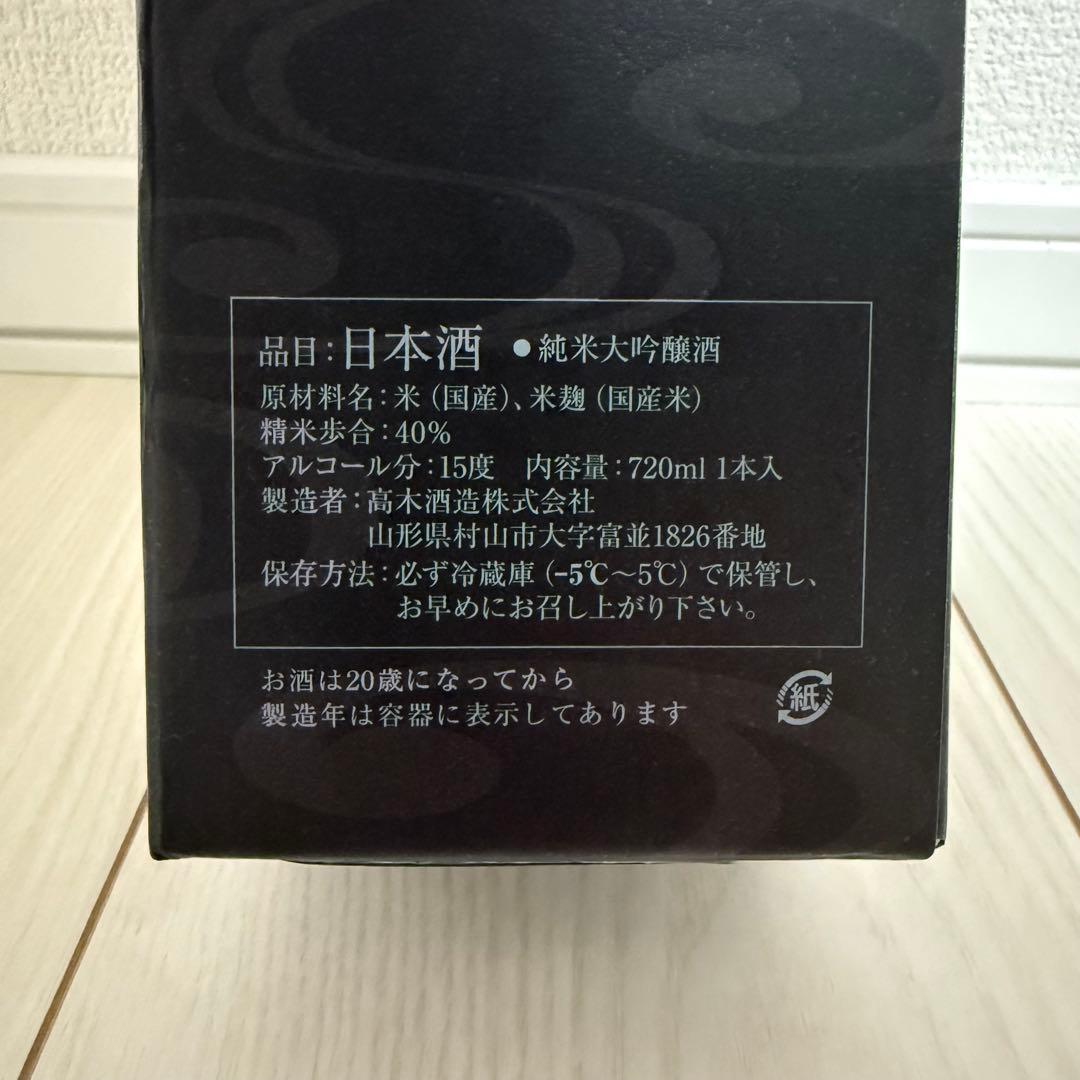 品目：日本酒 ●純米大吟醸酒
原材料名：米（国産）、米麹（国産米）
精米歩合：40%
アルコール分：15度　内容量：720ml 1本入
製造者：高木酒造株式会社
山形県村山市大字富並1826番地
保存方法：必ず冷蔵庫（-5℃～5℃）で保管し、
お早めにお召し上がり下さい。
お酒は20歳になってから
製造年は容器に表示してあります
紙